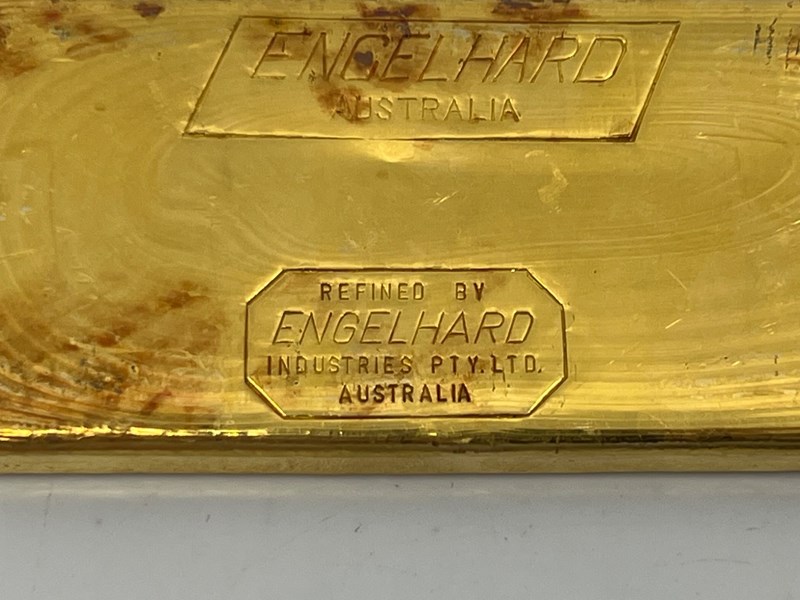 ENGELHARD
AUSTRALIA
REFINED BY
ENGELHARD
INDUSTRIES PTY. LTD.
AUSTRALIA